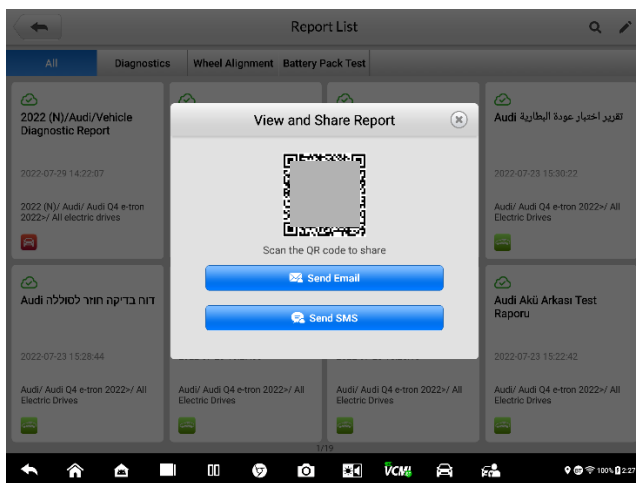 Report List
All
Diagnostics
Wheel Alignment
Battery Pack Test
2022 (N)/Audi/Vehicle
Diagnostic Report
2022-07-29 14:22:07
2022 (N)/ Audi/ Audi Q4 e-tron
2022>/ All electric drives
View and Share Report
Scan the QR code to share
Send Email
Send SMS
تقرير اختبار عودة البطارية Audi
2022-07-23 15:30:22
Audi/ Audi Q4 e-tron 2022>/ All
Electric Drives
דוח בדיקה חוזר לסוללה Audi
2022-07-23 15:28:44
Audi/ Audi Q4 e-tron 2022>/ All
Electric Drives
Audi/ Audi Q4 e-tron 2022>/ All
Electric Drives
Audi/ Audi Q4 e-tron 2022>/ All
Electric Drives
Audi Akü Arkası Test
Raporu
2022-07-23 15:22:42
Audi/ Audi Q4 e-tron 2022>/ All
Electric Drives
1/19
VCMI
100%
2:27